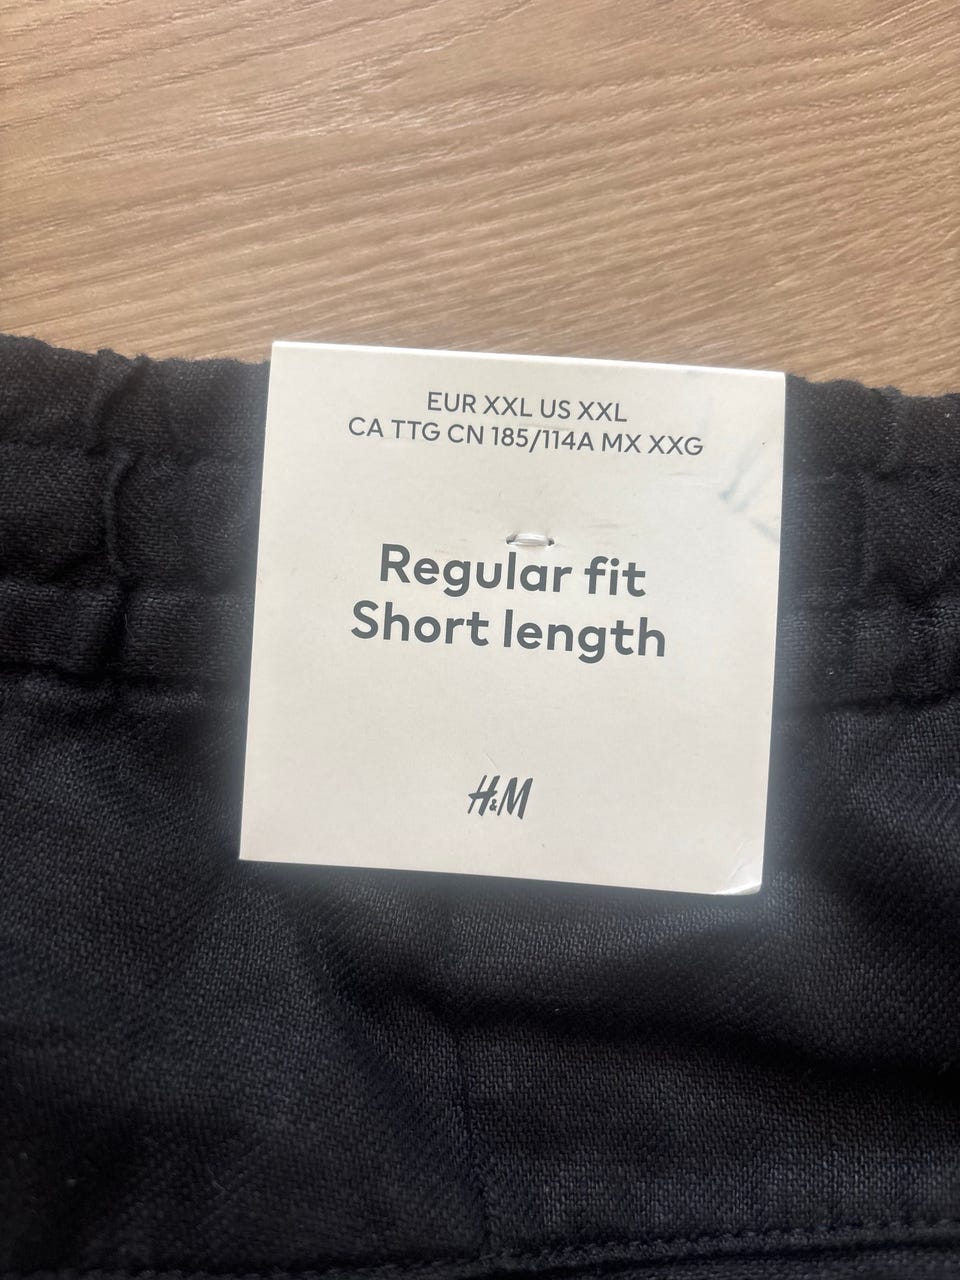 EUR XXL US XXL
CA TTG CN 185/114A MX XXG
Regular fit
Short length
H&M